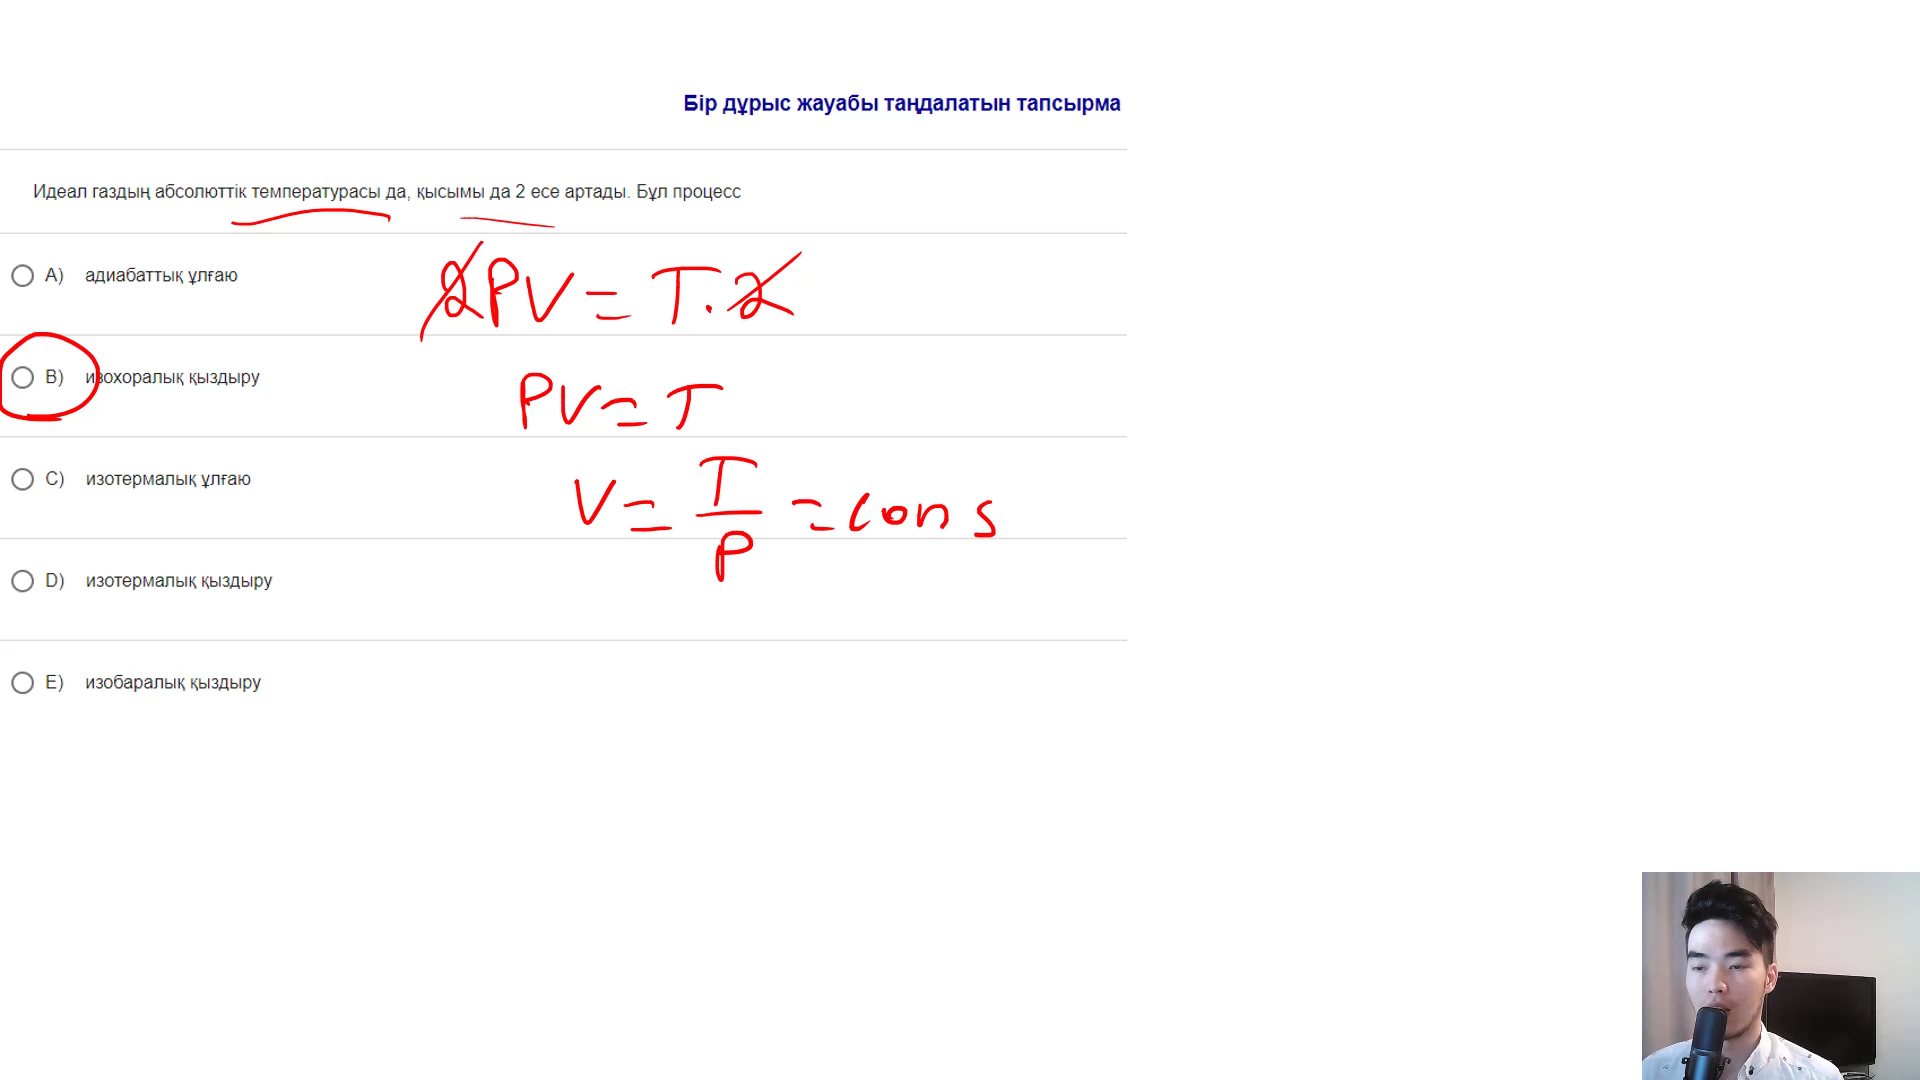 Бір дұрыс жауабы таңдалатын тапсырма
Идеал газдың абсолюттік температурасы да, қысымы да 2 есе артады. Бұл процесс
A) адиабаттық ұлғаю
2PV = T · 2
B) изохоралық қыздыру
PV = T
C) изотермалық ұлғаю
V = T/P = cons
D) изотермалық қыздыру
E) изобаралық қыздыру